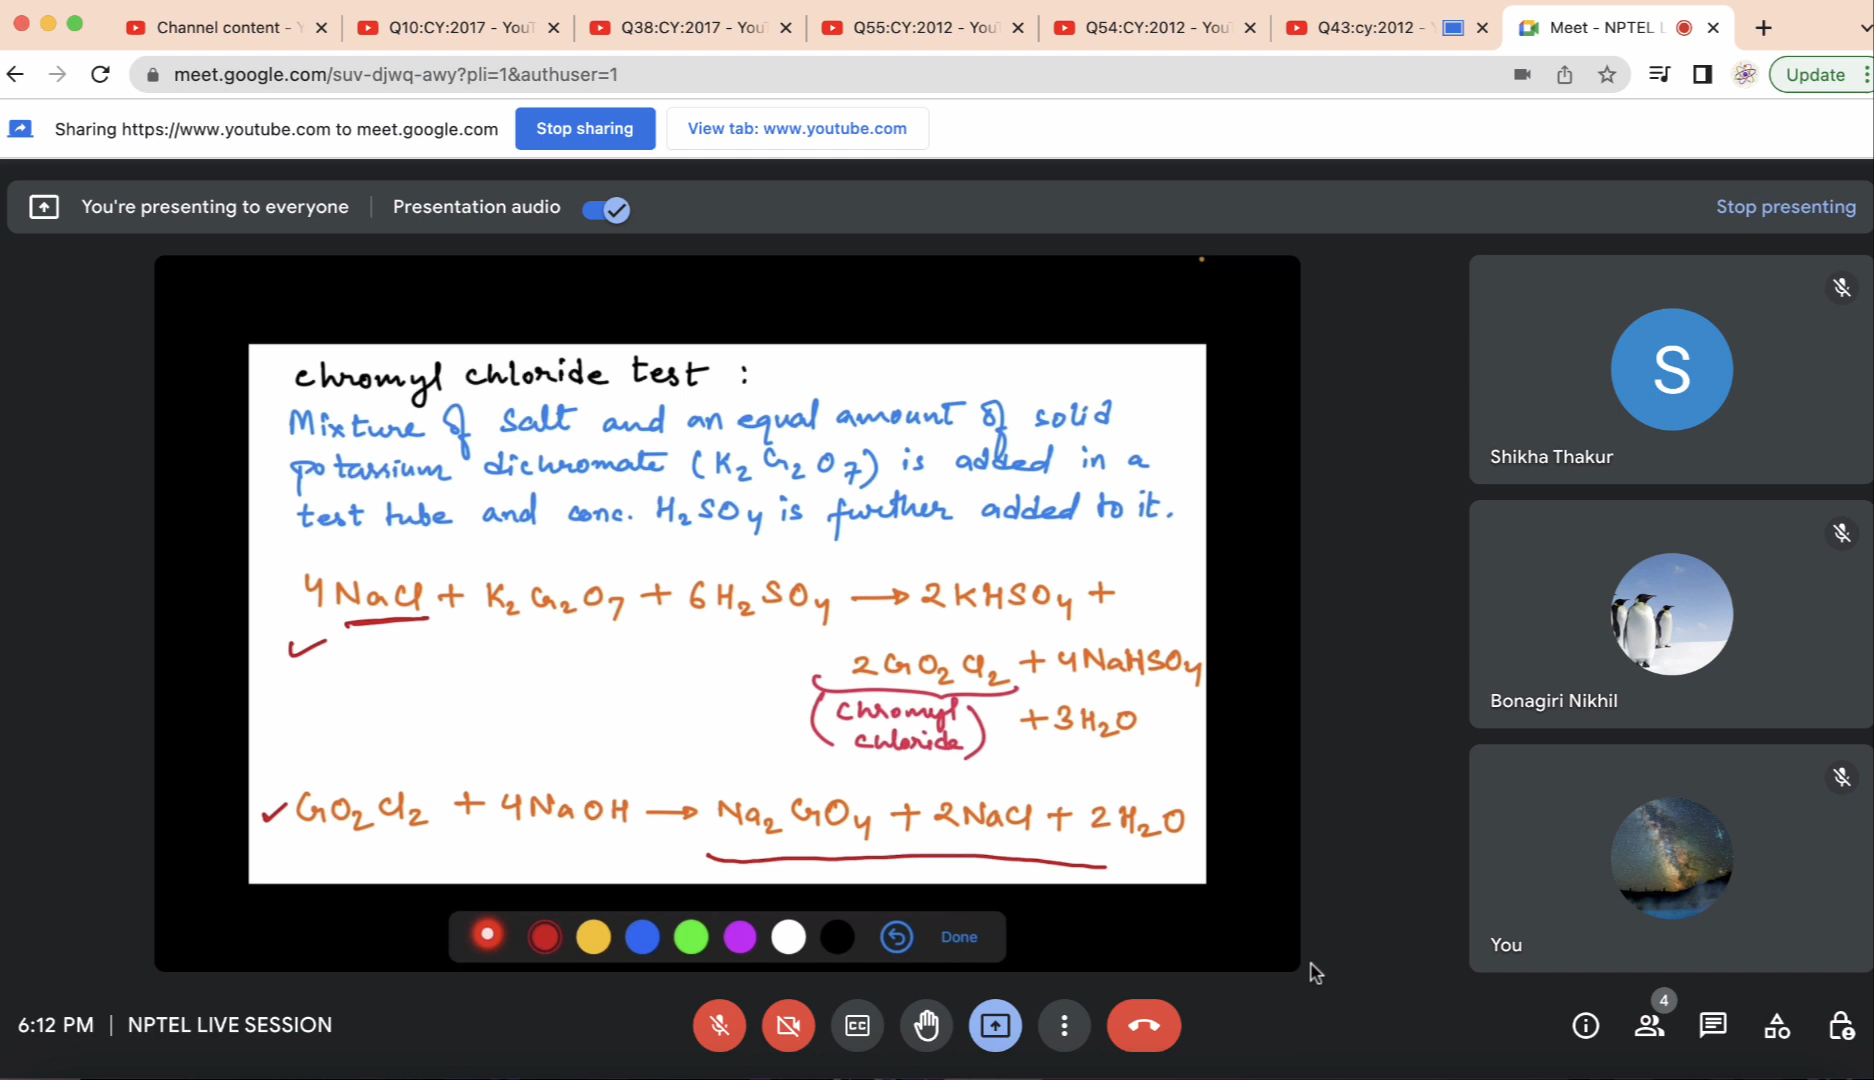 Channel content - Y
Q10:CY:2017 - YouT
Q38:CY:2017 - YouT
Q55:CY:2012 - YouT
Q54:CY:2012 - YouT
Q43:cy:2012 -
Meet - NPTEL L
meet.google.com/suv-djwq-awy?pli=1&authuser=1
Update
Sharing https://www.youtube.com to meet.google.com
Stop sharing
View tab: www.youtube.com
You're presenting to everyone
Presentation audio
Stop presenting
chromyl chloride test :
Mixture of salt and an equal amount of solid
potassium dichromate (K₂Cr₂O₇) is added in a
test tube and conc. H₂SO₄ is further added to it.
4NaCl + K₂Cr₂O₇ + 6H₂SO₄ → 2KHSO₄ +
2CrO₂Cl₂ + 4NaHSO₄
(chromyl
chloride)
+3H₂O
CrO₂Cl₂ + 4NaOH → Na₂CrO₄ + 2NaCl + 2H₂O
Done
S
Shikha Thakur
Bonagiri Nikhil
You
6:12 PM | NPTEL LIVE SESSION
CC
4